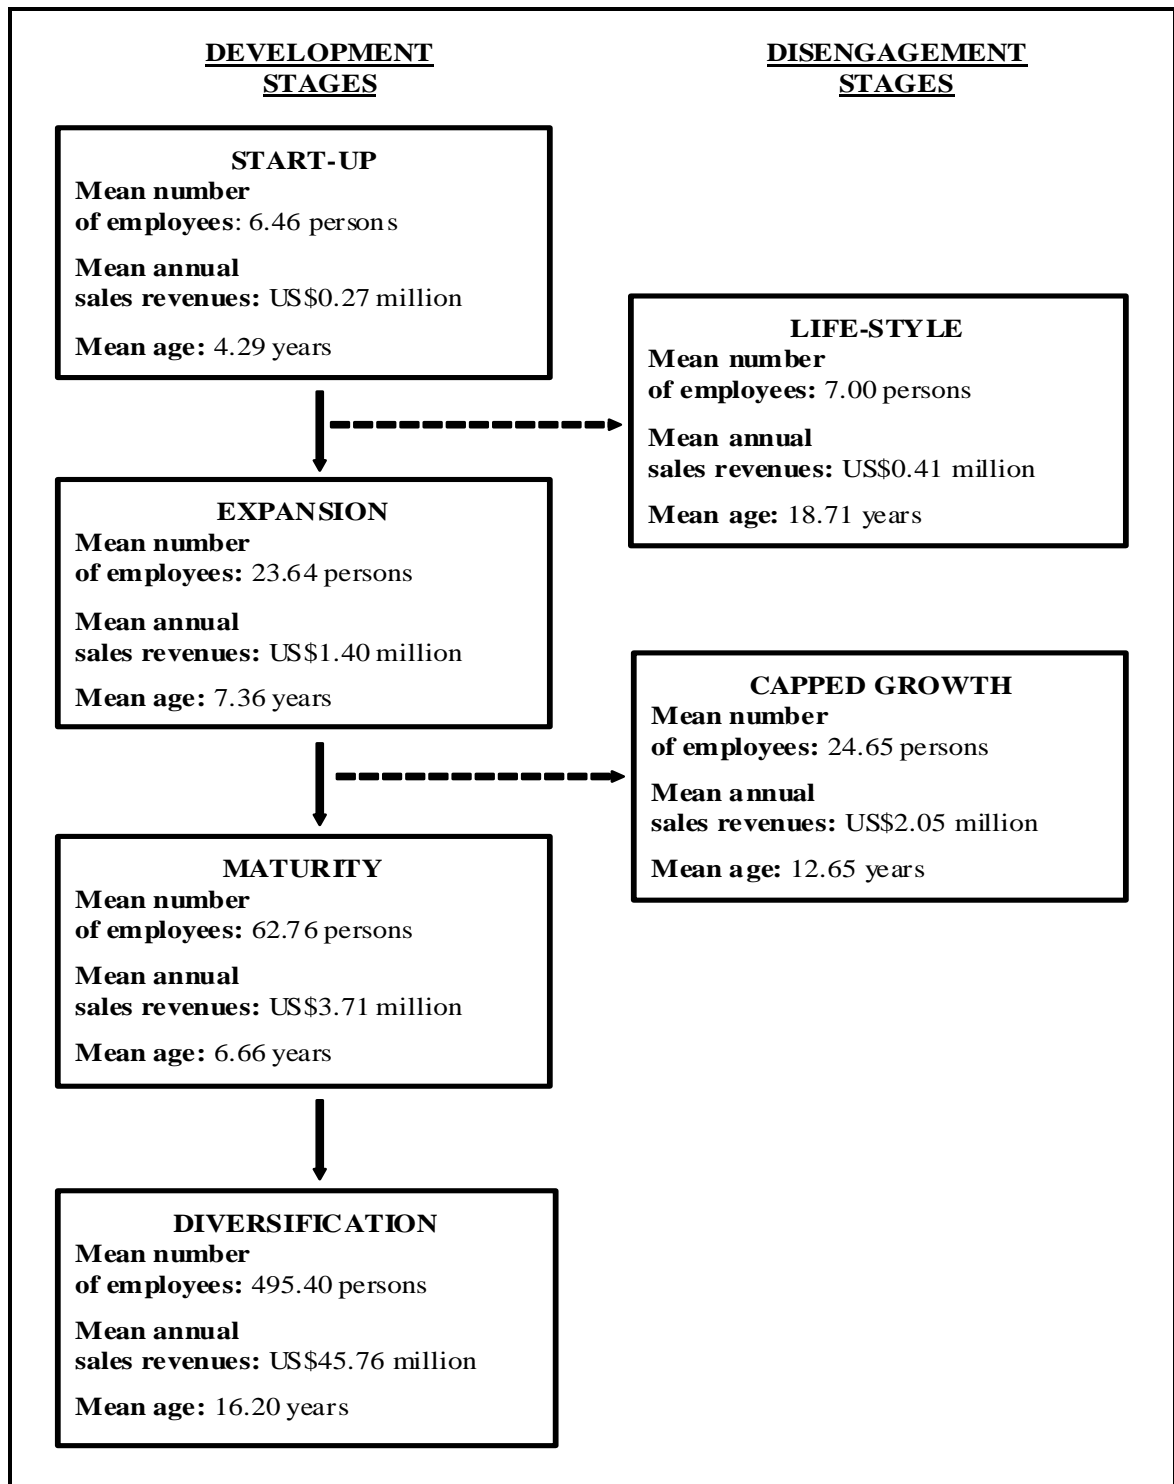 DEVELOPMENT
STAGES
START-UP
Mean number
of employees: 6.46 persons
Mean annual
sales revenues: US$0.27 million
Mean age: 4.29 years
EXPANSION
Mean number
of employees: 23.64 persons
Mean annual
sales revenues: US$1.40 million
Mean age: 7.36 years
MATURITY
Mean number
of employees: 62.76 persons
Mean annual
sales revenues: US$3.71 million
Mean age: 6.66 years
DIVERSIFICATION
Mean number
of employees: 495.40 persons
Mean annual
sales revenues: US$45.76 million
Mean age: 16.20 years
DISENGAGEMENT
STAGES
LIFE-STYLE
Mean number
of employees: 7.00 persons
Mean annual
sales revenues: US$0.41 million
Mean age: 18.71 years
CAPPED GROWTH
Mean number
of employees: 24.65 persons
Mean annual
sales revenues: US$2.05 million
Mean age: 12.65 years